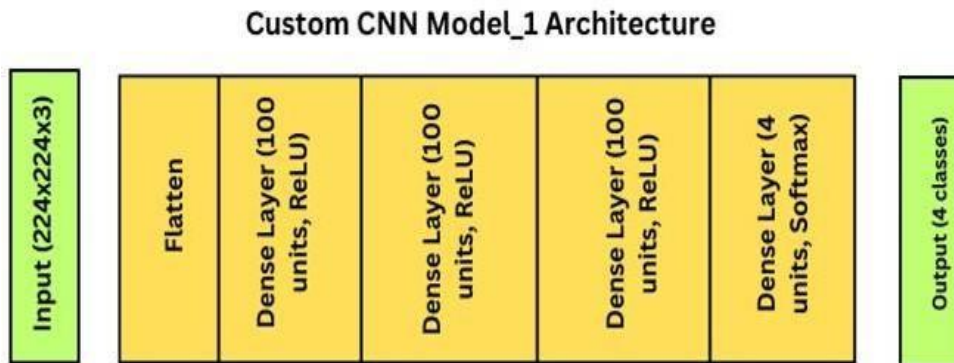 Custom CNN Model_1 Architecture
Input (224x224x3)
Flatten
Dense Layer (100
units, ReLU)
Dense Layer (100
units, ReLU)
Dense Layer (100
units, ReLU)
Dense Layer (4
units, Softmax)
Output (4 classes)